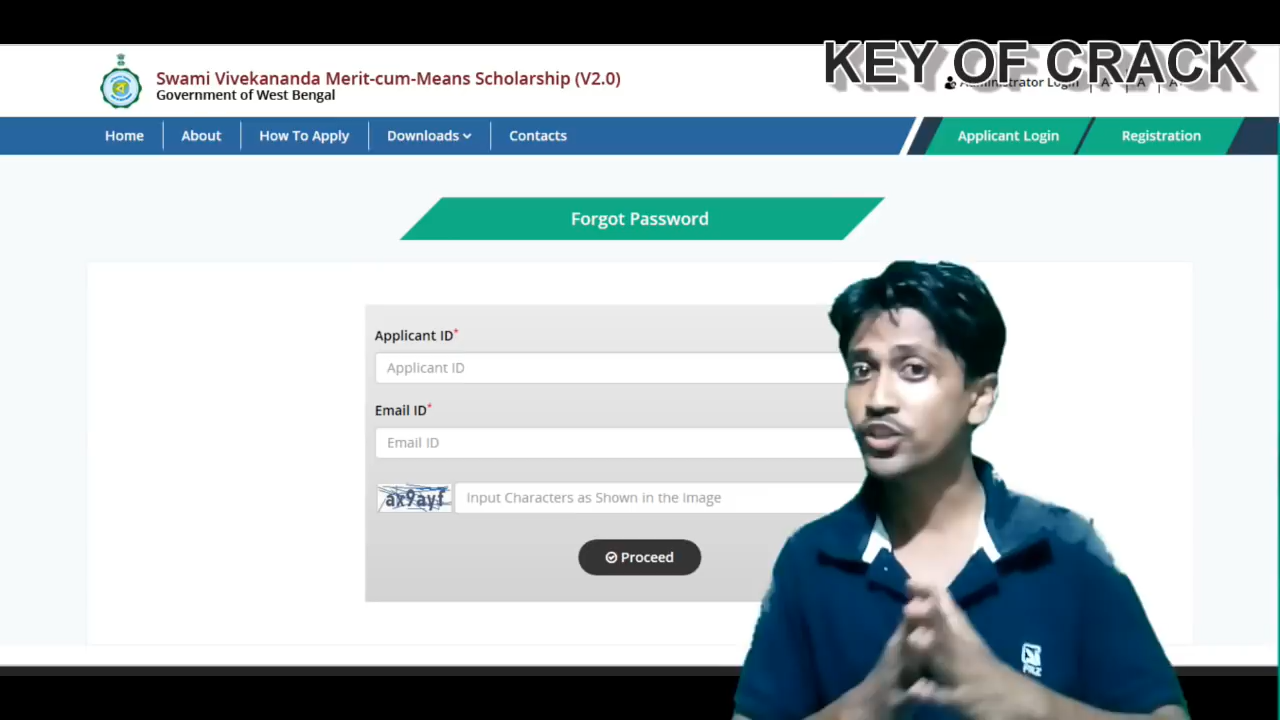 KEY OF CRACK
Swami Vivekananda Merit-cum-Means Scholarship (V2.0)
Government of West Bengal
Administrator Login
Home
About
How To Apply
Downloads
Contacts
Applicant Login
Registration
Forgot Password
Applicant ID*
Applicant ID
Email ID*
Email ID
ax9ayf
Input Characters as Shown in the Image
Proceed